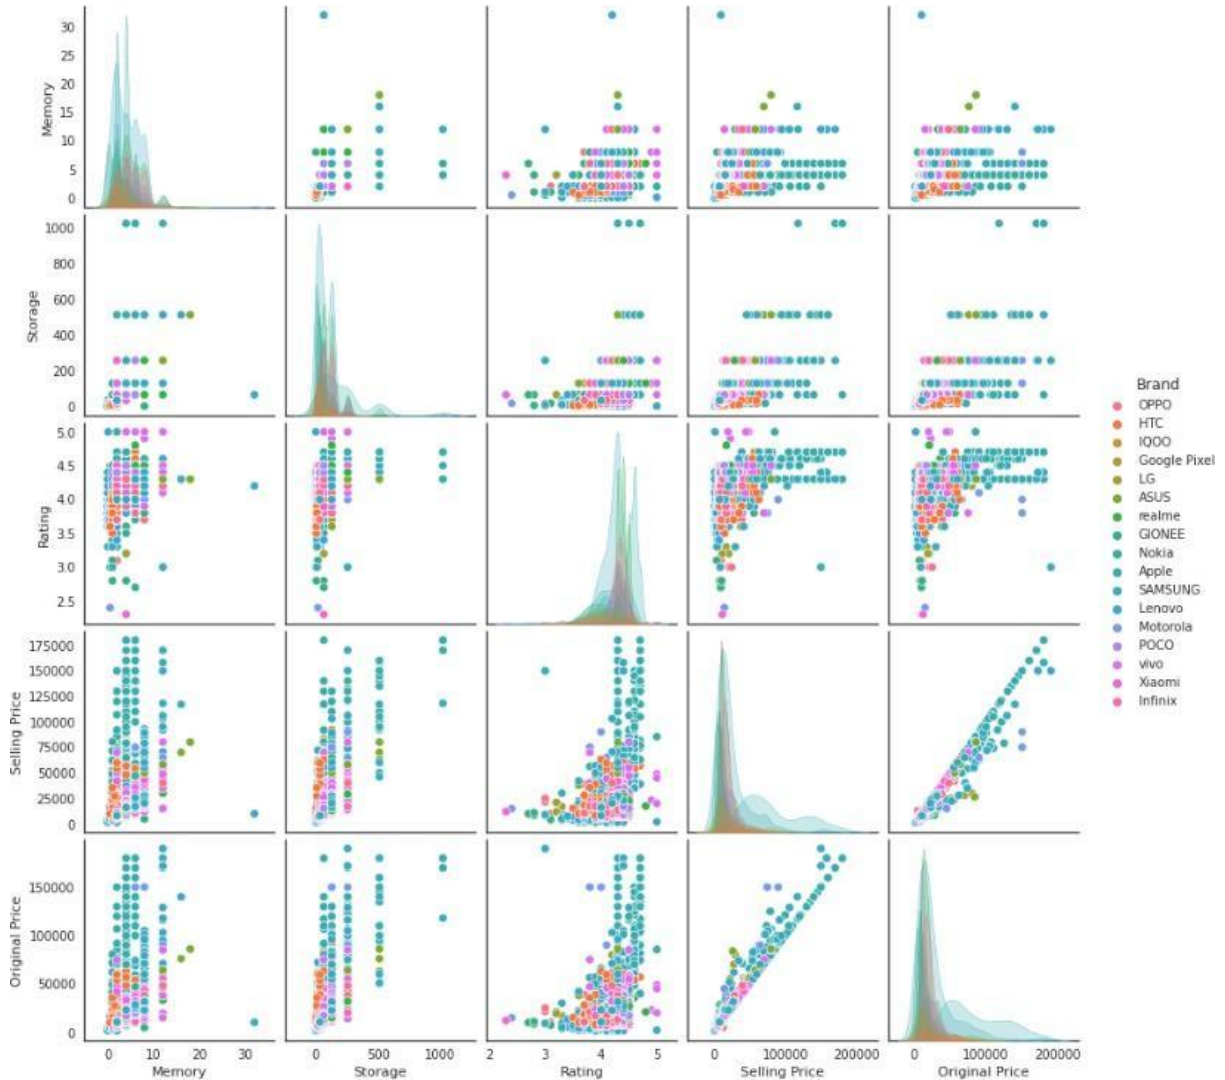 30
25
20
15
10
5
0
Memory
1000
800
600
400
200
0
Storage
5.0
4.5
4.0
3.5
3.0
2.5
Rating
175000
150000
125000
100000
75000
50000
25000
0
Selling Price
150000
100000
50000
0
Original Price
0 10 20 30
Memory
0 500 1000
Storage
2 3 4 5
Rating
0 100000 200000
Selling Price
0 100000 200000
Original Price
Brand
OPPO
HTC
IQOO
Google Pixel
LG
ASUS
realme
GIONEE
Nokia
Apple
SAMSUNG
Lenovo
Motorola
POCO
vivo
Xiaomi
Infinix